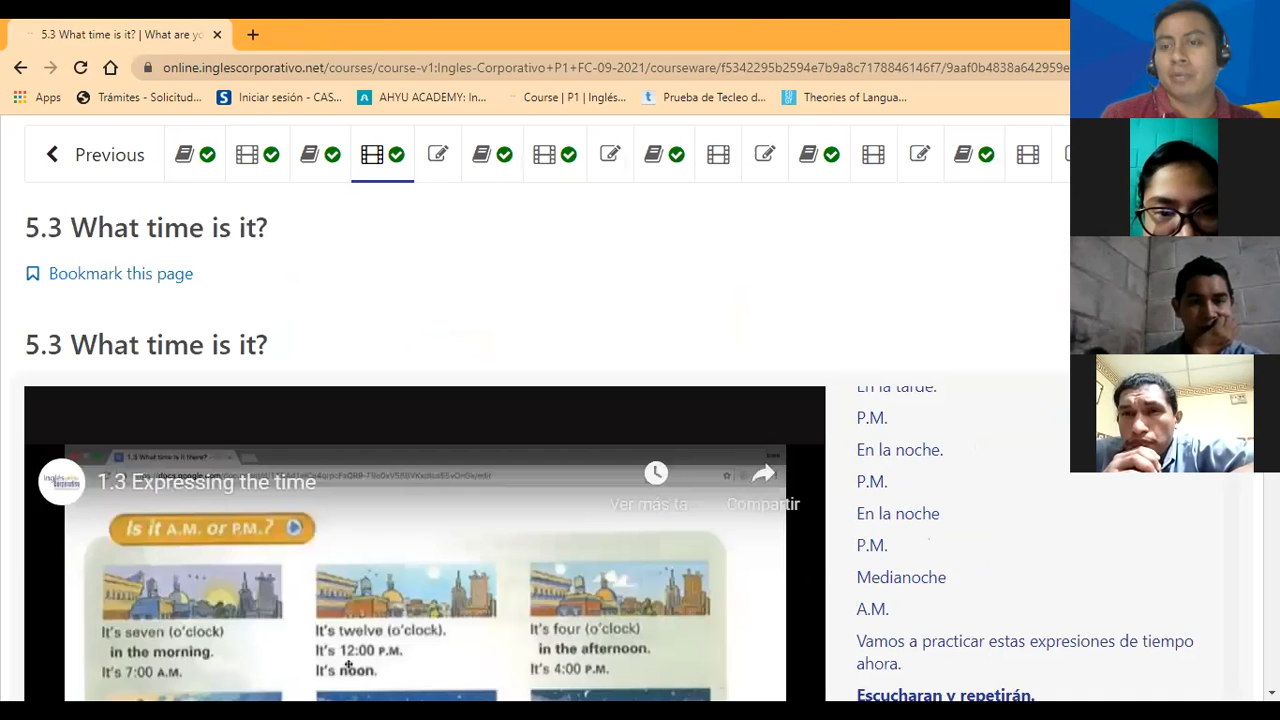 5.3 What time is it? | What are yo
online.inglescorporativo.net/courses/course-v1:Ingles-Corporativo+P1+FC-09-2021/courseware/f5342295b2594e7b9a8c7178846146f7/9aaf0b4838a642959e
Apps
Trámites - Solicitud...
Iniciar sesión - CAS...
AHYU ACADEMY: In...
Course | P1 | Inglés...
Prueba de Tecleo d...
Theories of Langua...
Previous
5.3 What time is it?
Bookmark this page
5.3 What time is it?
1.3 Expressing the time
Ver más ta...
Compartir
Is it A.M. or P.M.?
It's seven (o'clock)
in the morning.
It's 7:00 A.M.
It's twelve (o'clock).
It's 12:00 P.M.
It's noon.
It's four (o'clock)
in the afternoon.
It's 4:00 P.M.
En la tarde.
P.M.
En la noche.
P.M.
En la noche
P.M.
Medianoche
A.M.
Vamos a practicar estas expresiones de tiempo
ahora.
Escucharan y repetirán.